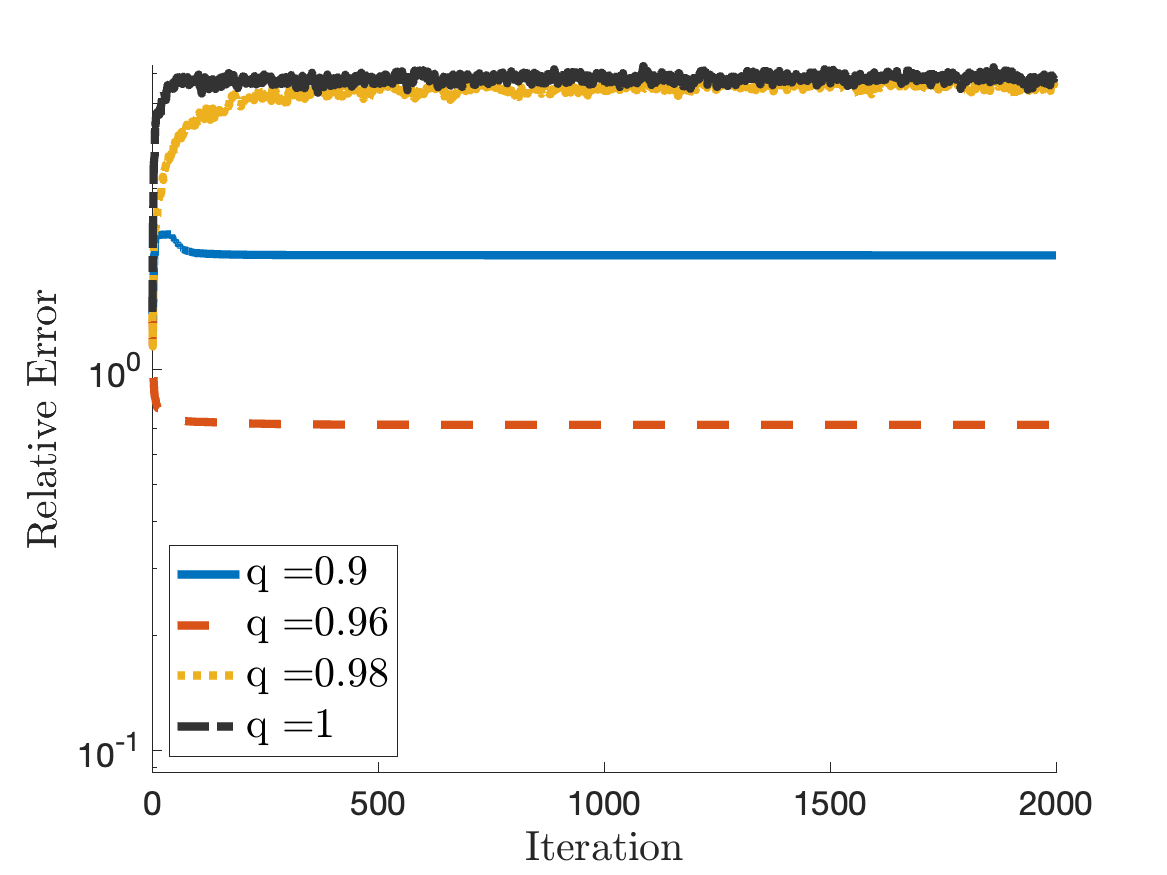 Relative Error
10^0
10^-1
q =0.9
q =0.96
q =0.98
q =1
0 500 1000 1500 2000
Iteration